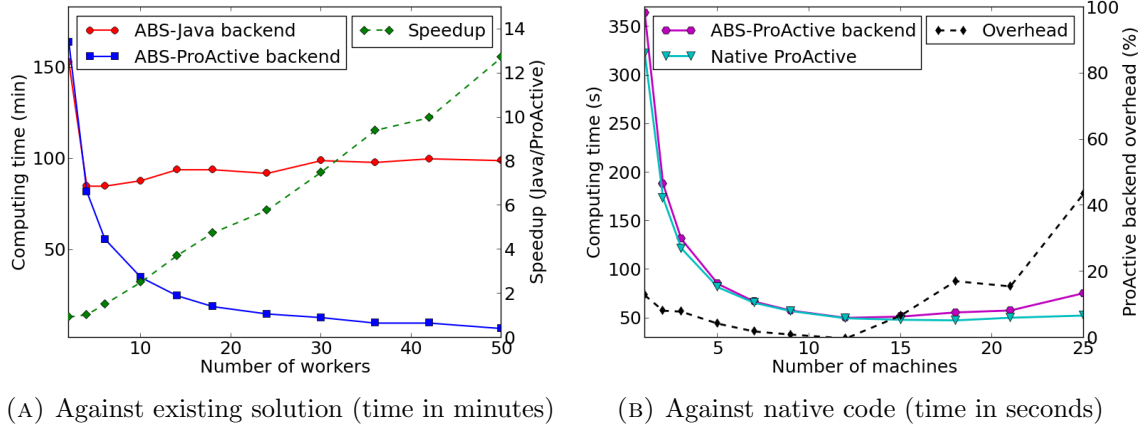 ABS-Java backend
ABS-ProActive backend
Speedup
Computing time (min)
150
100
50
14
12
10
8
6
4
2
0
Speedup (Java/ProActive)
10
20
30
40
50
Number of workers
(A) Against existing solution (time in minutes)
ABS-ProActive backend
Native ProActive
Overhead
Computing time (s)
350
300
250
200
150
100
50
100
80
60
40
20
0
ProActive backend overhead (%)
5
10
15
20
25
Number of machines
(B) Against native code (time in seconds)